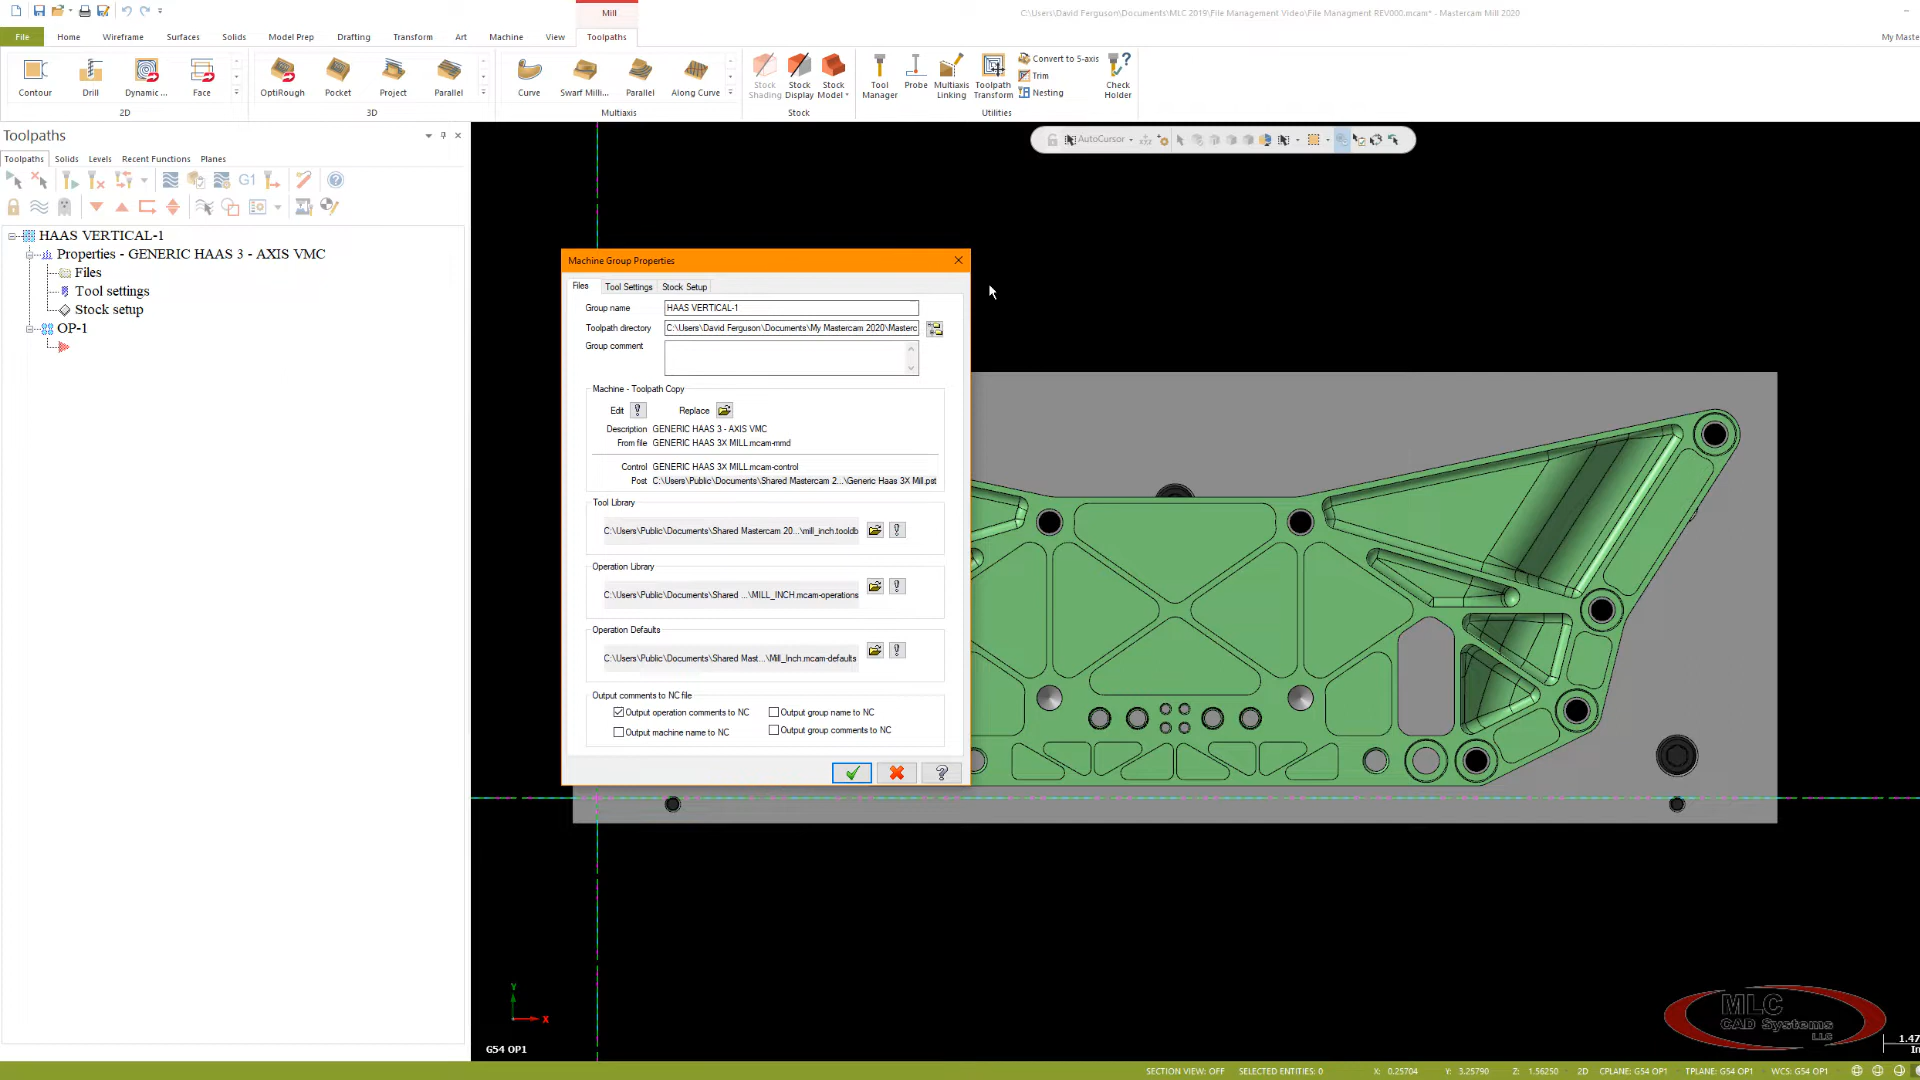 Mill
C:\Users\David Ferguson\Documents\MLC 2019\File Management Video\File Managment REV000.mcam* - Mastercam Mill 2020
File Home Wireframe Surfaces Solids Model Prep Drafting Transform Art Machine View Toolpaths
My Maste
Contour Drill Dynamic ... Face
OptiRough Pocket Project Parallel
Curve Swarf Milli... Parallel Along Curve
Stock Shading Stock Display Stock Model
Tool Manager Probe Multiaxis Linking Toolpath Transform
Convert to 5-axis
Trim
Nesting
Check Holder
2D 3D Multiaxis Stock Utilities
Toolpaths
AutoCursor
Toolpaths Solids Levels Recent Functions Planes
G1
HAAS VERTICAL-1
Properties - GENERIC HAAS 3 - AXIS VMC
Files
Tool settings
Stock setup
OP-1
Machine Group Properties
Files Tool Settings Stock Setup
Group name HAAS VERTICAL-1
Toolpath directory C:\Users\David Ferguson\Documents\My Mastercam 2020\Masterc
Group comment
Machine - Toolpath Copy
Edit Replace
Description GENERIC HAAS 3 - AXIS VMC
From file GENERIC HAAS 3X MILL.mcam-mmd
Control GENERIC HAAS 3X MILL.mcam-control
Post C:\Users\Public\Documents\Shared Mastercam 2...\Generic Haas 3X Mill.pst
Tool Library
C:\Users\Public\Documents\Shared Mastercam 20...\mill_inch.tooldb
Operation Library
C:\Users\Public\Documents\Shared ...\MILL_INCH.mcam-operations
Operation Defaults
C:\Users\Public\Documents\Shared Mast...\Mill_Inch.mcam-defaults
Output comments to NC file
Output operation comments to NC Output group name to NC
Output machine name to NC Output group comments to NC
Y
X
G54 OP1
MLC
CAD Systems
LLC
1.47
In
SECTION VIEW: OFF SELECTED ENTITIES: 0 X: 0.25704 Y: 3.25790 Z: 1.56250 2D CPLANE: G54 OP1 TPLANE: G54 OP1 WCS: G54 OP1